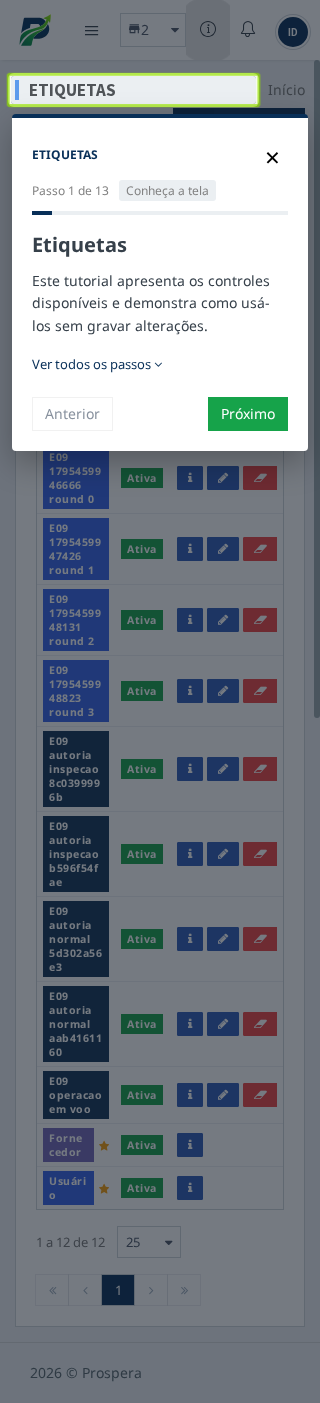 2
ID
ETIQUETAS
Início
ETIQUETAS
Passo 1 de 13
Conheça a tela
Etiquetas
Este tutorial apresenta os controles
disponíveis e demonstra como usá-
los sem gravar alterações.
Ver todos os passos
Anterior
Próximo
E09
17954599
46666
round 0
Ativa
E09
17954599
47426
round 1
Ativa
E09
17954599
48131
round 2
Ativa
E09
17954599
48823
round 3
Ativa
E09
autoria
inspecao
8c039999
6b
Ativa
E09
autoria
inspecao
b596f54f
ae
Ativa
E09
autoria
normal
5d302a56
e3
Ativa
E09
autoria
normal
aab41611
60
Ativa
E09
operacao
em voo
Ativa
Forne
cedor
Ativa
Usuári
o
Ativa
1 a 12 de 12
25
«
‹
1
›
»
2026 © Prospera